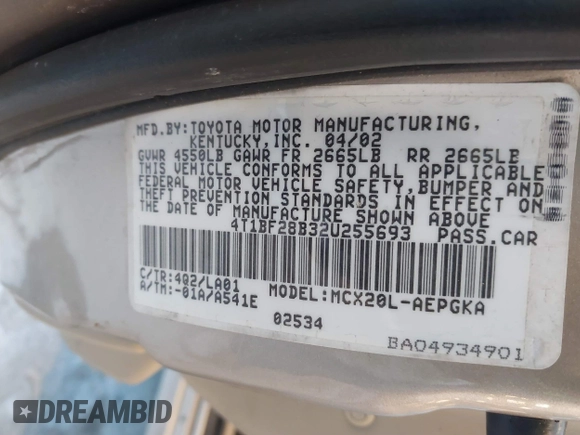 MFD.BY:TOYOTA MOTOR MANUFACTURING,
KENTUCKY,INC. 04/02
GVWR 4550LB GAWR FR 2665LB RR 2665LB
THIS VEHICLE CONFORMS TO ALL APPLICABLE
FEDERAL MOTOR VEHICLE SAFETY,BUMPER AND
THEFT PREVENTION STANDARDS IN EFFECT ON
THE DATE OF MANUFACTURE SHOWN ABOVE
4T1BF28B32U255693 PASS.CAR
C/TR:4Q2/LA01
A/TM:-01A/A541E MODEL:MCX20L-AEPGKA
02534
BA04934901
DREAMBID